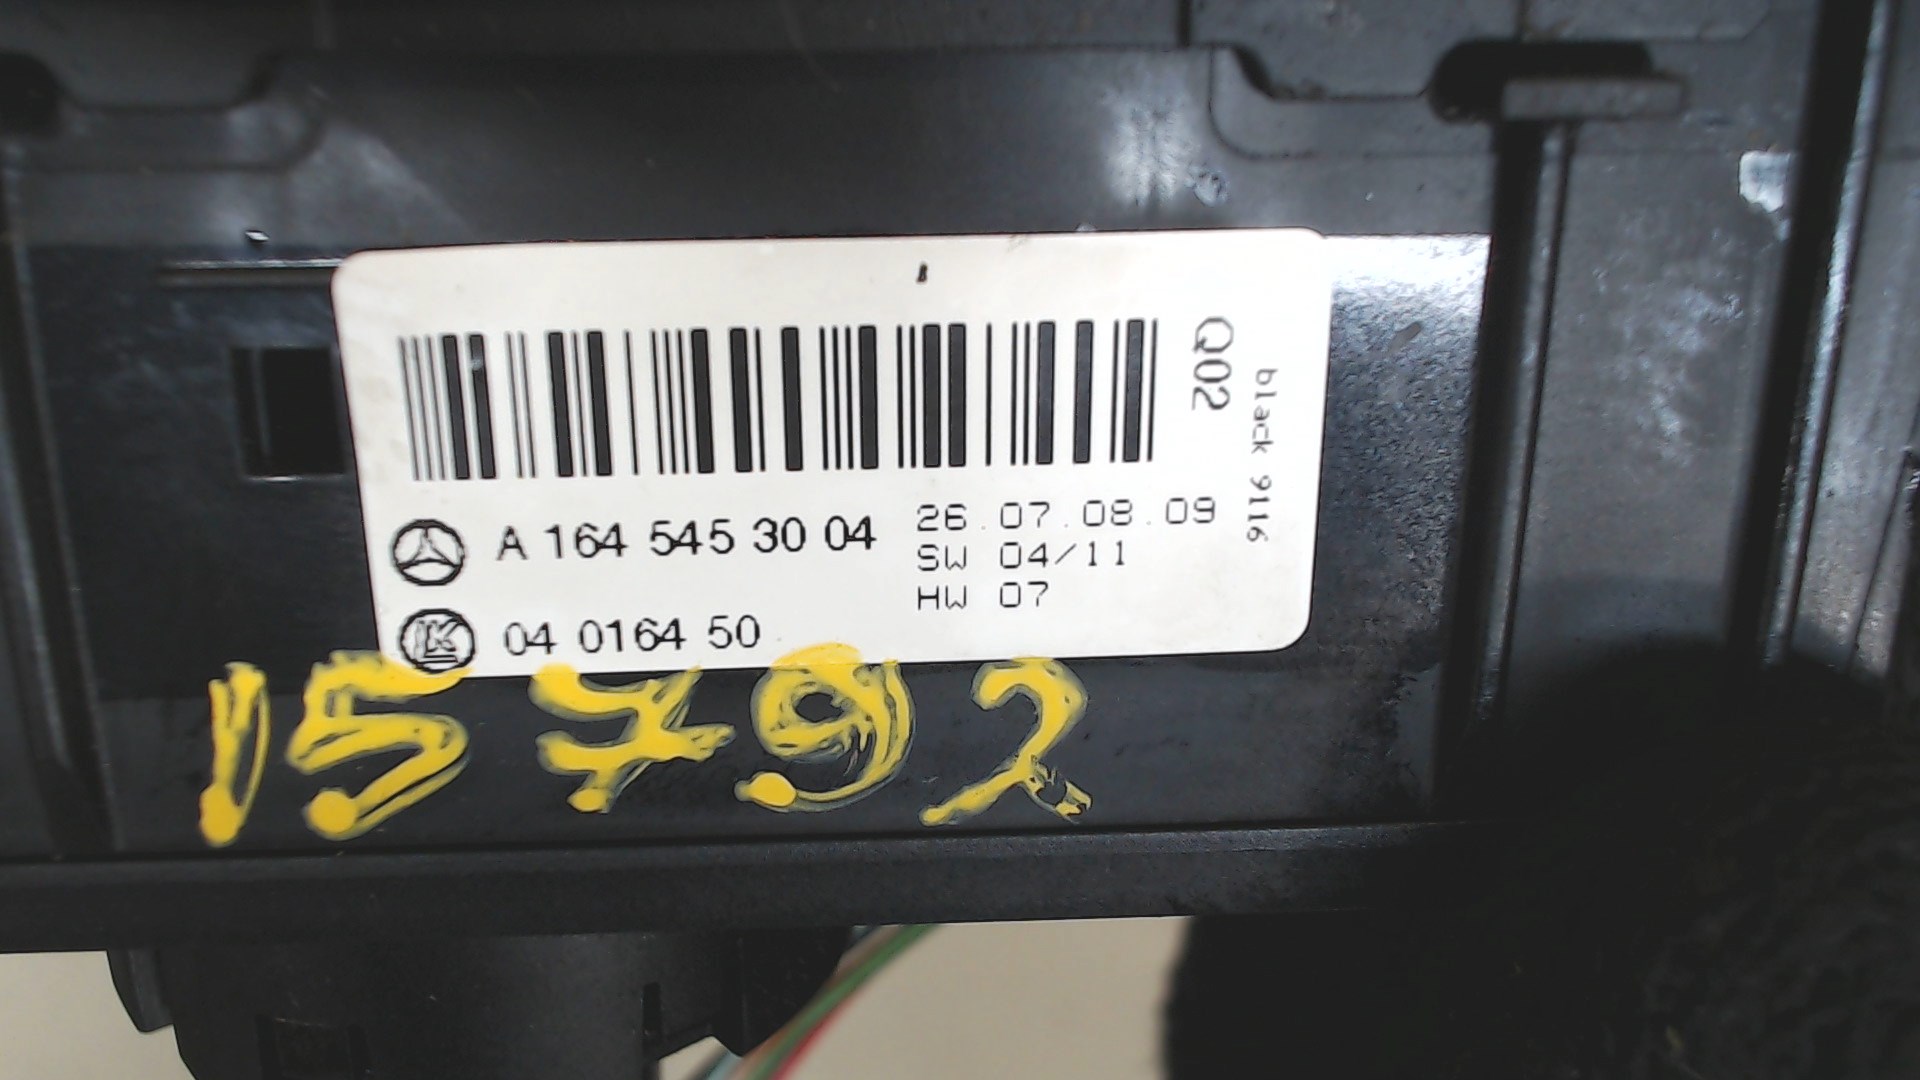 Q02
black 9116
A 164 545 30 04
26.07.08.09
SW 04/11
HW 07
LK
04 0164 50
15792